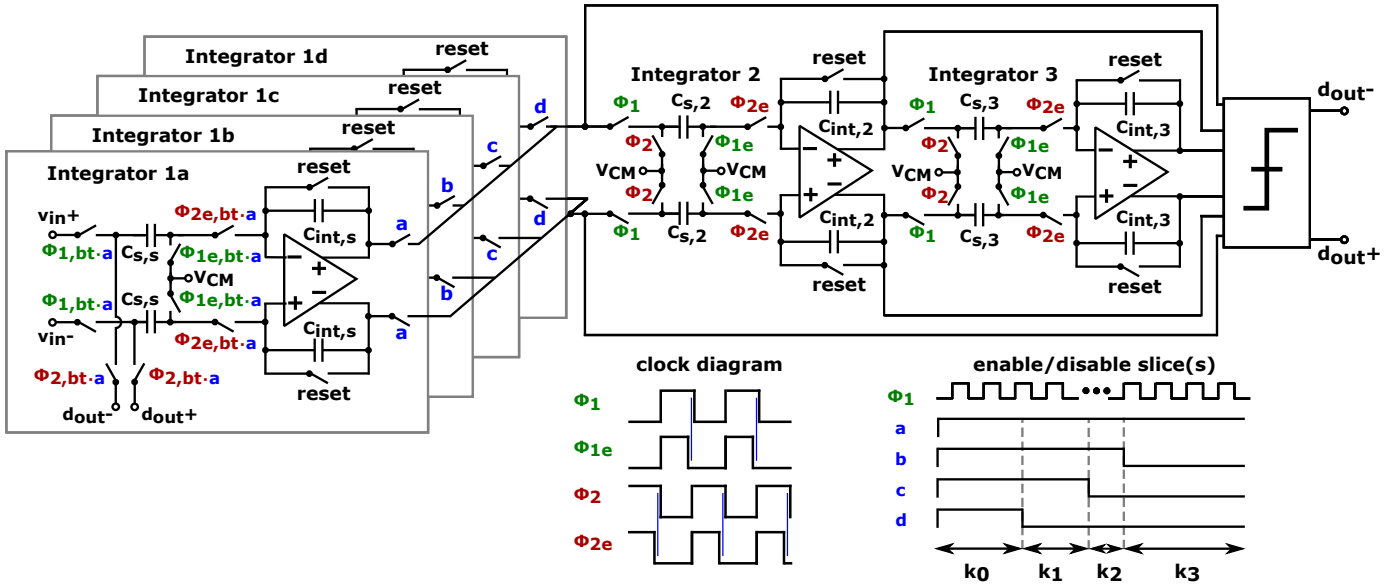 Integrator 1d
reset
Integrator 1c
reset
Integrator 1b
reset
Integrator 1a
reset
vin+
Φ1,bt·a
Cs,s
Φ2e,bt·a
Φ1e,bt·a
VCM
Cint,s
a
b
c
d
Φ1,bt·a
vin-
Cs,s
Φ1e,bt·a
Φ2e,bt·a
Cint,s
reset
a
b
c
d
Φ2,bt·a
Φ2,bt·a
dout-
dout+
Integrator 2
reset
Φ1
Cs,2
Φ2e
Φ2
Φ1e
VCM
VCM
Φ2
Φ1e
Φ1
Cs,2
Φ2e
Cint,2
Cint,2
reset
Integrator 3
reset
Φ1
Cs,3
Φ2e
Φ2
Φ1e
VCM
VCM
Φ2
Φ1e
Φ1
Cs,3
Φ2e
Cint,3
Cint,3
reset
dout-
dout+
clock diagram
Φ1
Φ1e
Φ2
Φ2e
enable/disable slice(s)
Φ1
a
b
c
d
k0
k1
k2
k3